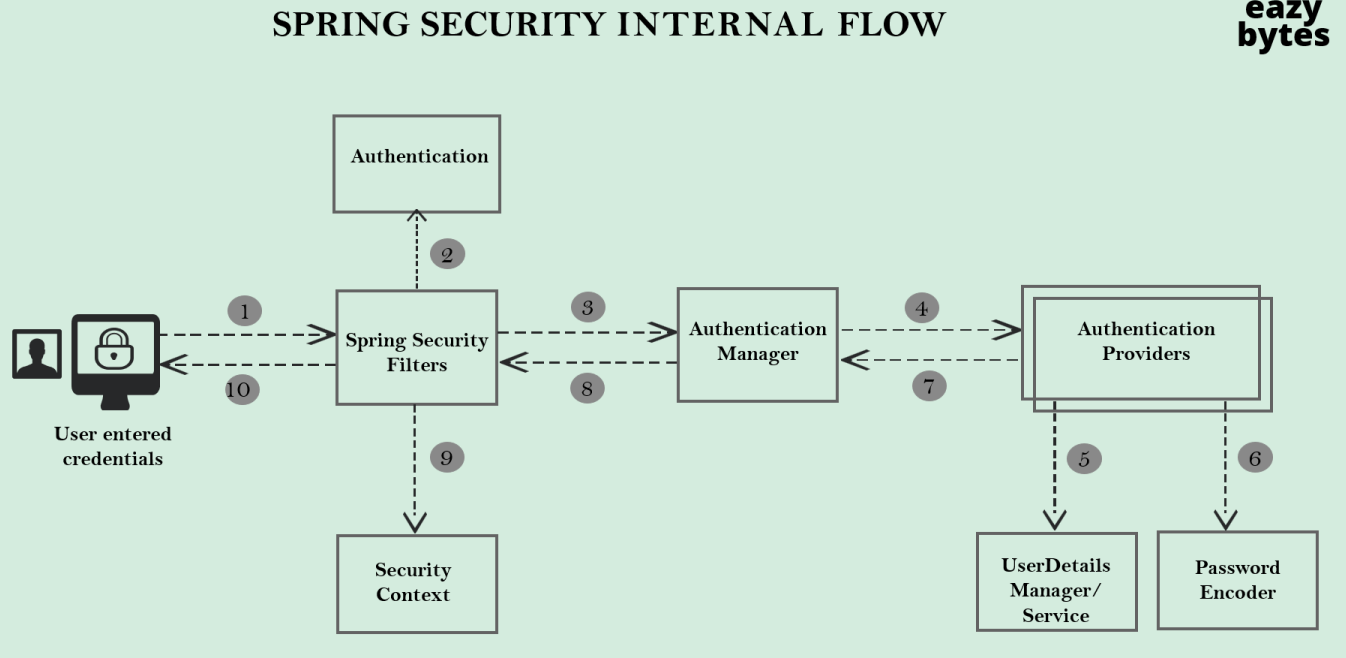 SPRING SECURITY INTERNAL FLOW
eazy
bytes
Authentication
2
1
3
4
Spring Security
Filters
Authentication
Manager
Authentication
Providers
10
8
7
User entered
credentials
9
5
6
Security
Context
UserDetails
Manager/
Service
Password
Encoder